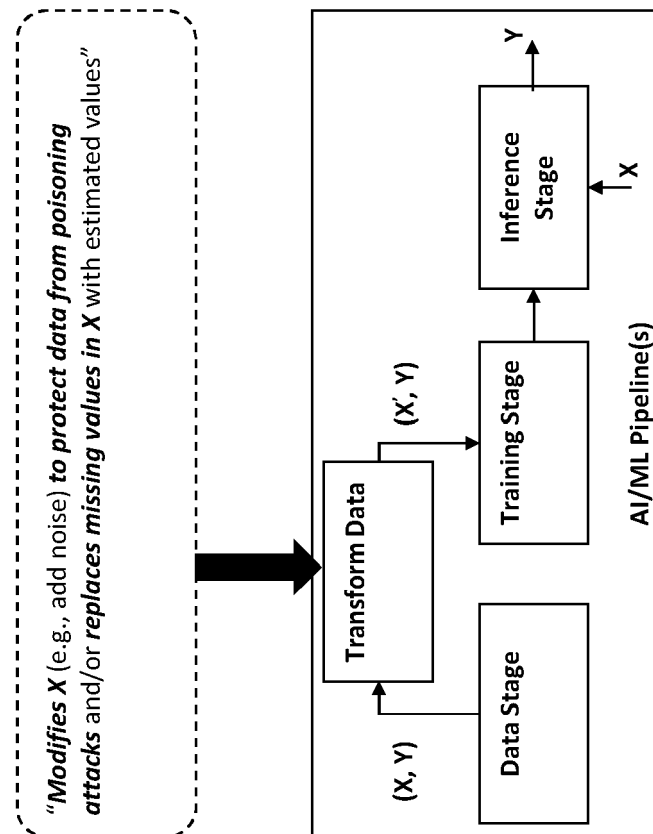 “Modifies X (e.g., add noise) to protect data from poisoning
attacks and/or replaces missing values in X with estimated values”
Transform Data
(X, Y)
(X’, Y)
Data Stage
Training Stage
Inference
Stage
X
Y
AI/ML Pipeline(s)